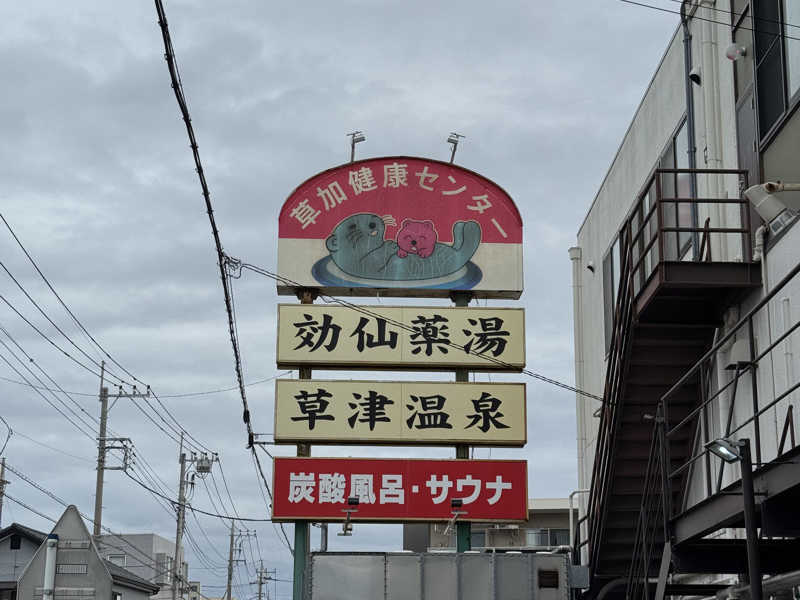 草加健康センター
効仙薬湯
草津温泉
炭酸風呂・サウナ